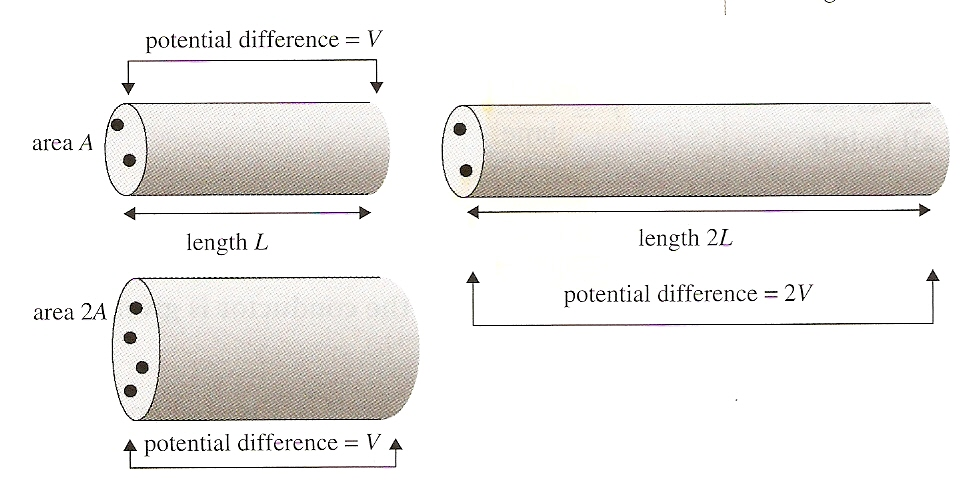 potential difference = V
area A
length L
length 2L
potential difference = 2V
area 2A
potential difference = V